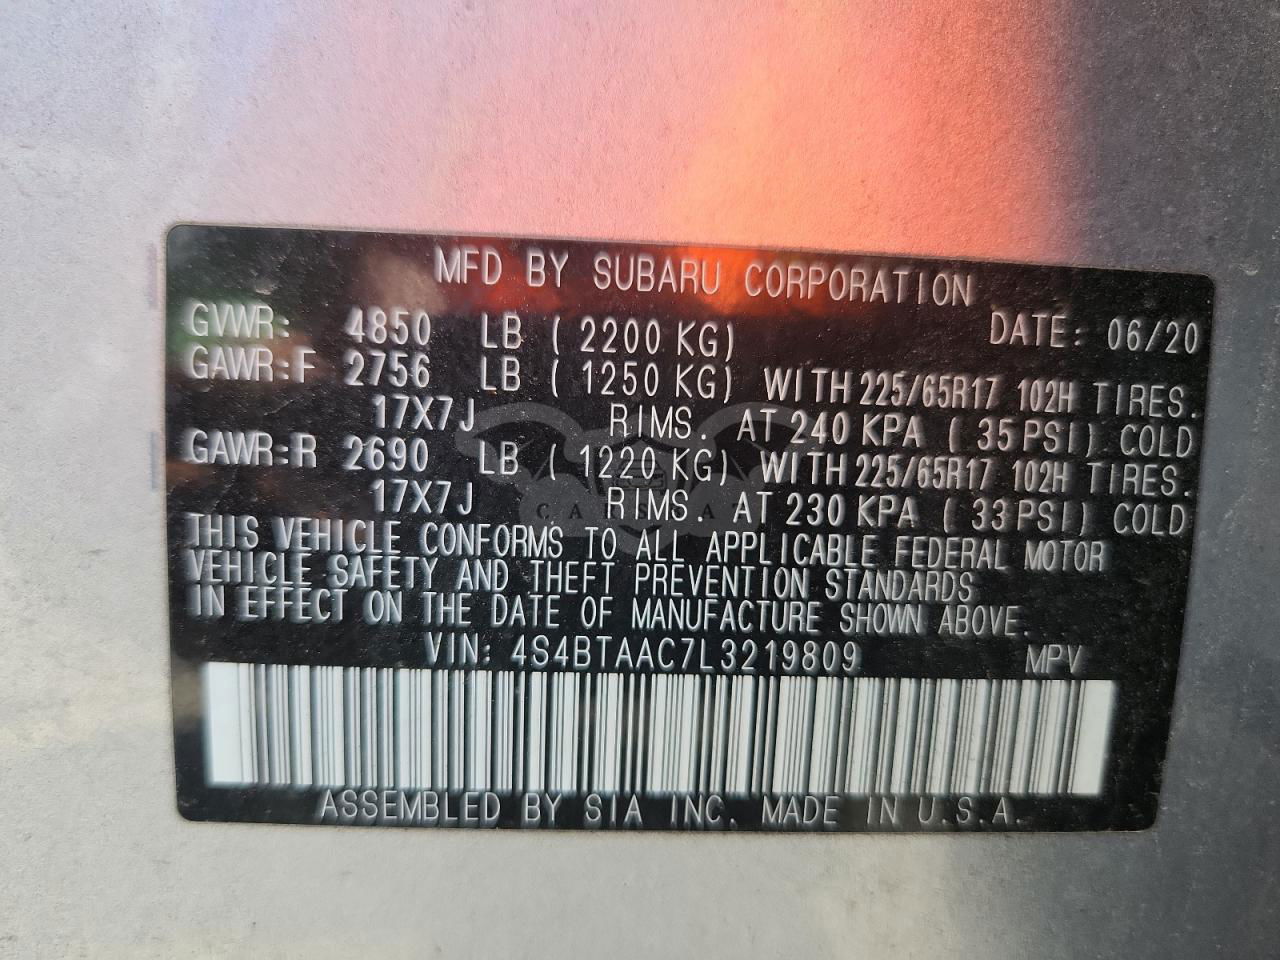 MFD BY SUBARU CORPORATION
GVWR: 4850 LB ( 2200 KG) DATE: 06/20
GAWR:F 2756 LB ( 1250 KG) WITH 225/65R17 102H TIRES.
17X7J RIMS. AT 240 KPA ( 35 PSI) COLD
GAWR:R 2690 LB ( 1220 KG) WITH 225/65R17 102H TIRES.
17X7J RIMS. AT 230 KPA ( 33 PSI) COLD
THIS VEHICLE CONFORMS TO ALL APPLICABLE FEDERAL MOTOR
VEHICLE SAFETY AND THEFT PREVENTION STANDARDS
IN EFFECT ON THE DATE OF MANUFACTURE SHOWN ABOVE.
VIN: 4S4BTAAC7L3219809 MPV
ASSEMBLED BY SIA INC. MADE IN U.S.A.